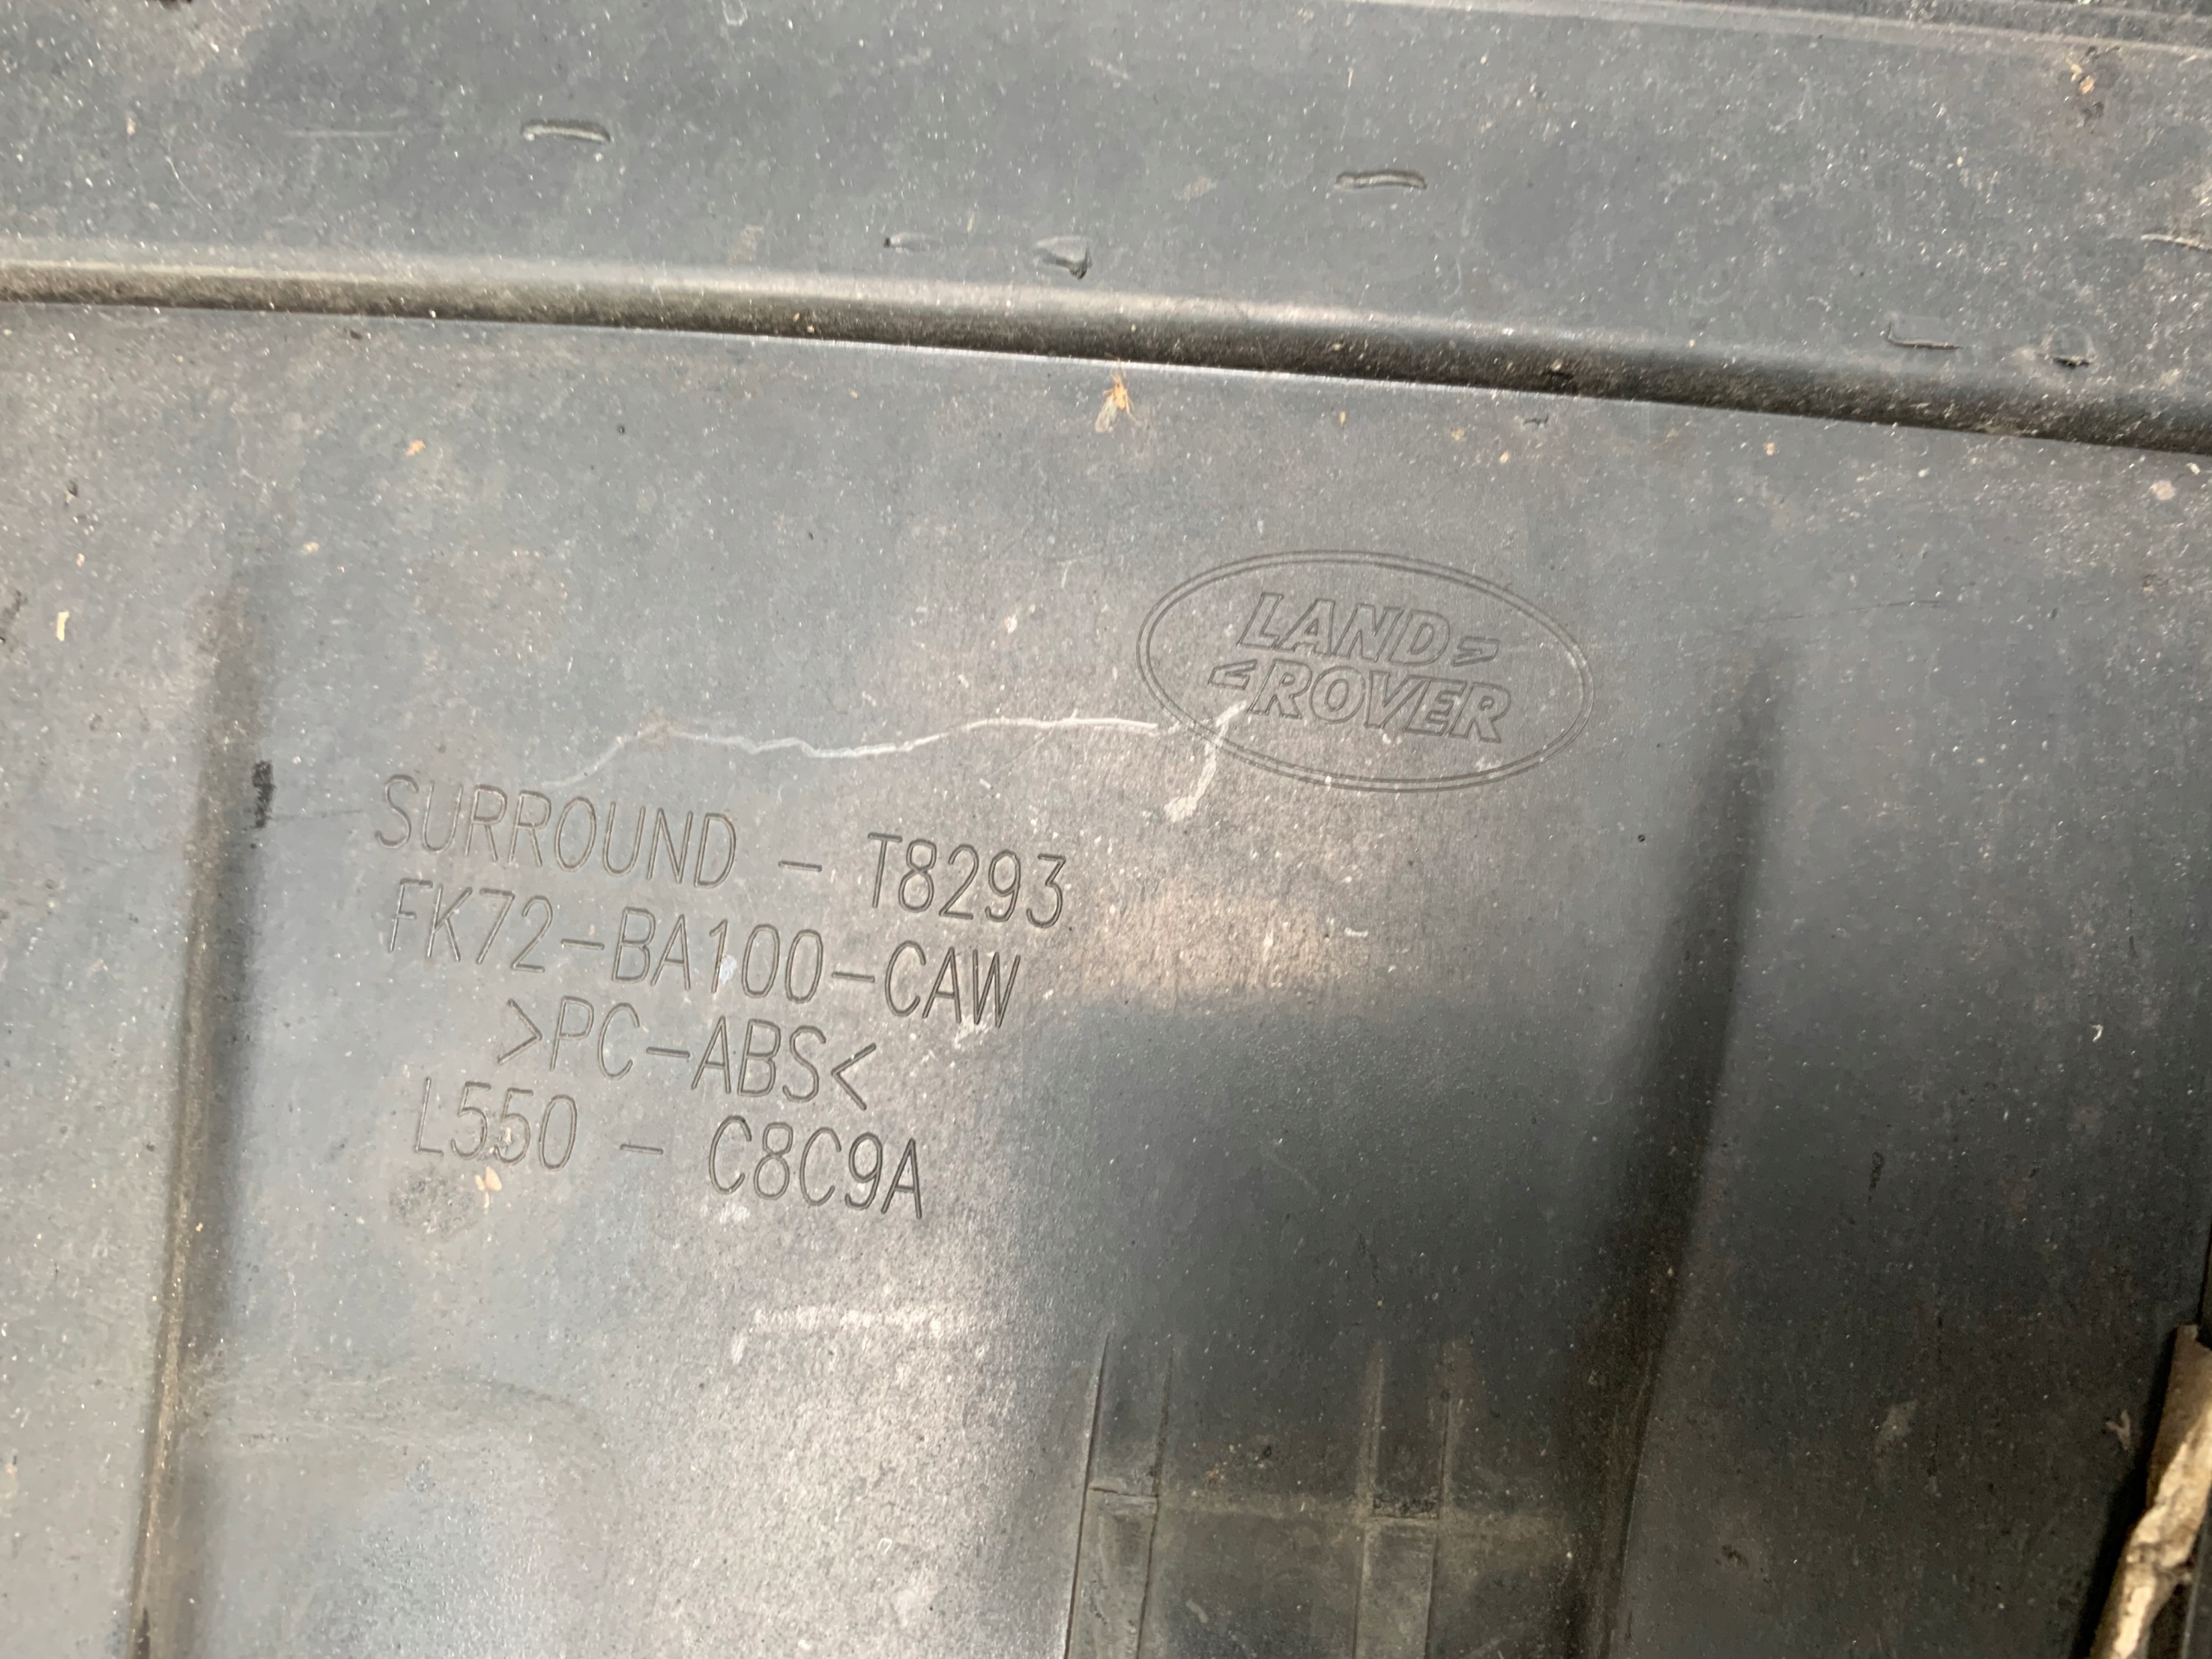 LAND
ROVER
SURROUND - T8293
FK72-BA100-CAW
>PC-ABS<
L550 - C8C9A